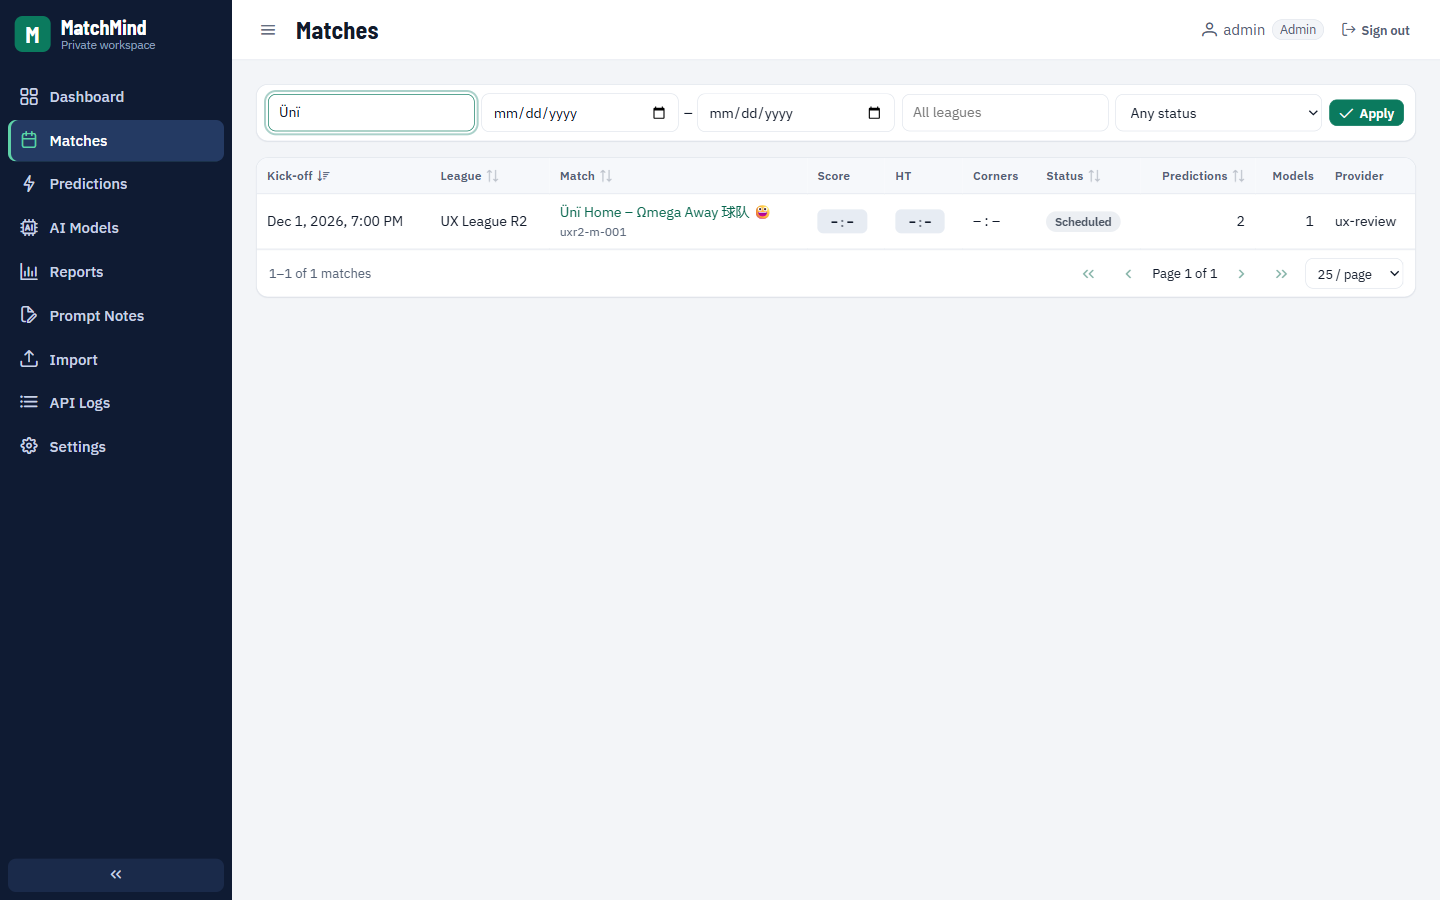 M
MatchMind
Private workspace
Dashboard
Matches
Predictions
AI Models
Reports
Prompt Notes
Import
API Logs
Settings
Matches
admin Admin Sign out
Ünï mm/dd/yyyy – mm/dd/yyyy All leagues Any status Apply
Kick-off League Match Score HT Corners Status Predictions Models Provider
Dec 1, 2026, 7:00 PM UX League R2 Ünï Home – Ωmega Away 球队 😀 –:– –:– –:– Scheduled 2 1 ux-review
uxr2-m-001
1–1 of 1 matches Page 1 of 1 25 / page